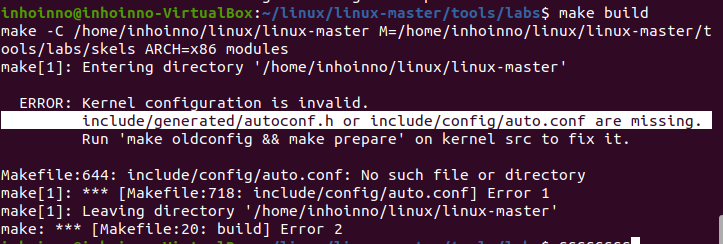 inhoinno@inhoinno-VirtualBox:~/linux/linux-master/tools/labs$ make build
make -C /home/inhoinno/linux/linux-master M=/home/inhoinno/linux/linux-master/t
ools/labs/skels ARCH=x86 modules
make[1]: Entering directory '/home/inhoinno/linux/linux-master'
ERROR: Kernel configuration is invalid.
include/generated/autoconf.h or include/config/auto.conf are missing.
Run 'make oldconfig && make prepare' on kernel src to fix it.
Makefile:644: include/config/auto.conf: No such file or directory
make[1]: *** [Makefile:718: include/config/auto.conf] Error 1
make[1]: Leaving directory '/home/inhoinno/linux/linux-master'
make: *** [Makefile:20: build] Error 2